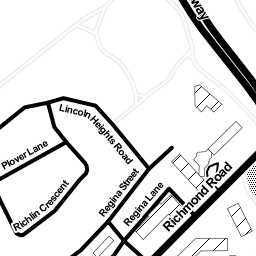 way
Lincoln Heights Road
Plover Lane
Richlin Crescent
Regina Street
Regina Lane
Richmond Road